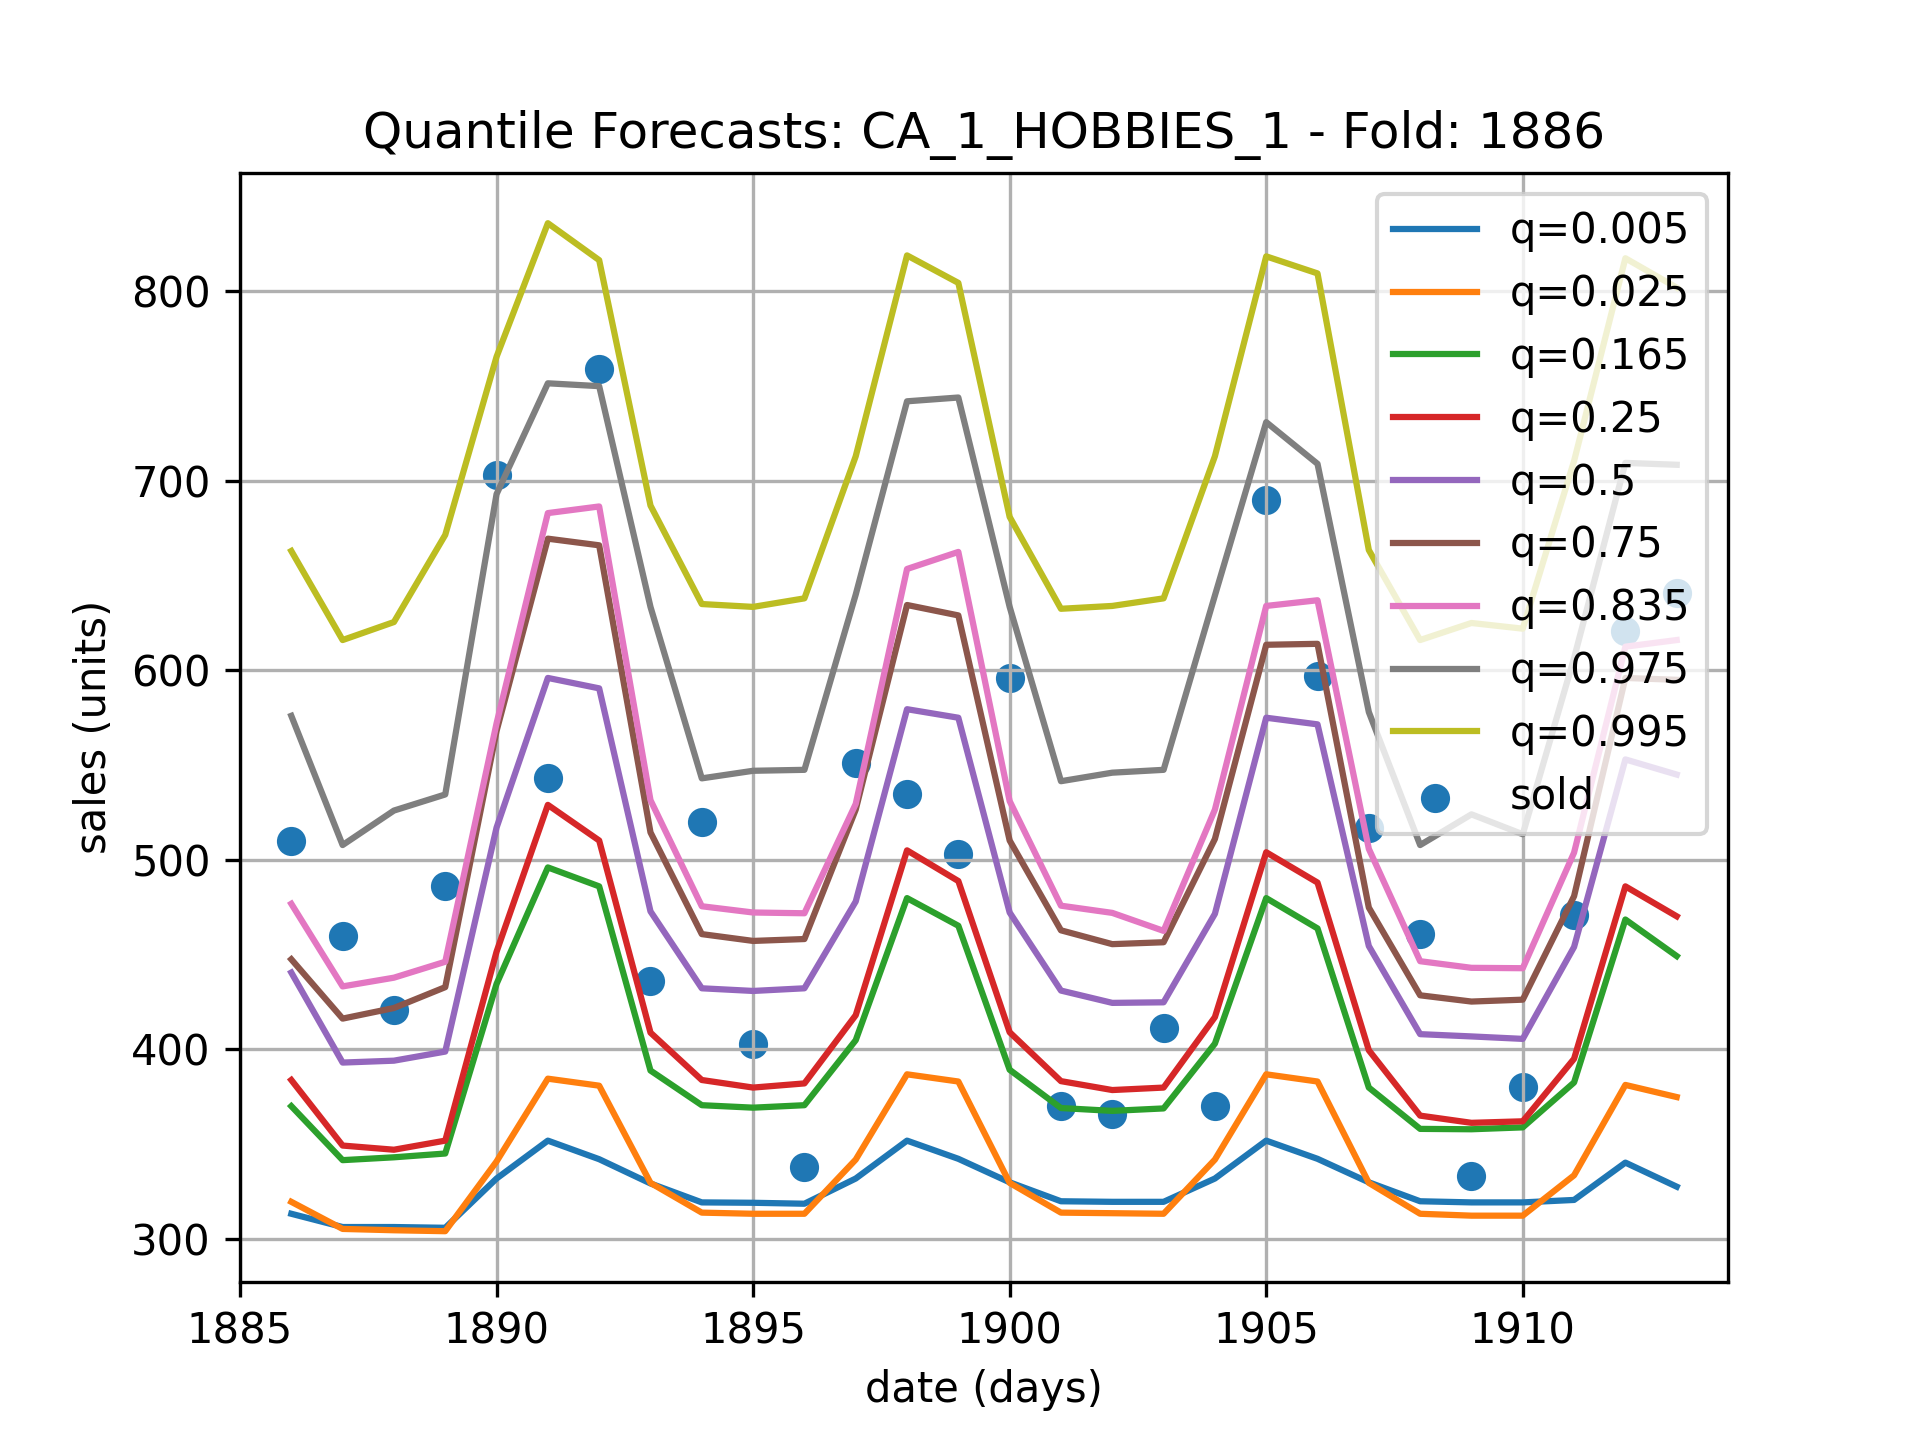 Quantile Forecasts: CA_1_HOBBIES_1 - Fold: 1886
q=0.005
q=0.025
q=0.165
q=0.25
q=0.5
q=0.75
q=0.835
q=0.975
q=0.995
sold
sales (units)
800
700
600
500
400
300
1885 1890 1895 1900 1905 1910
date (days)